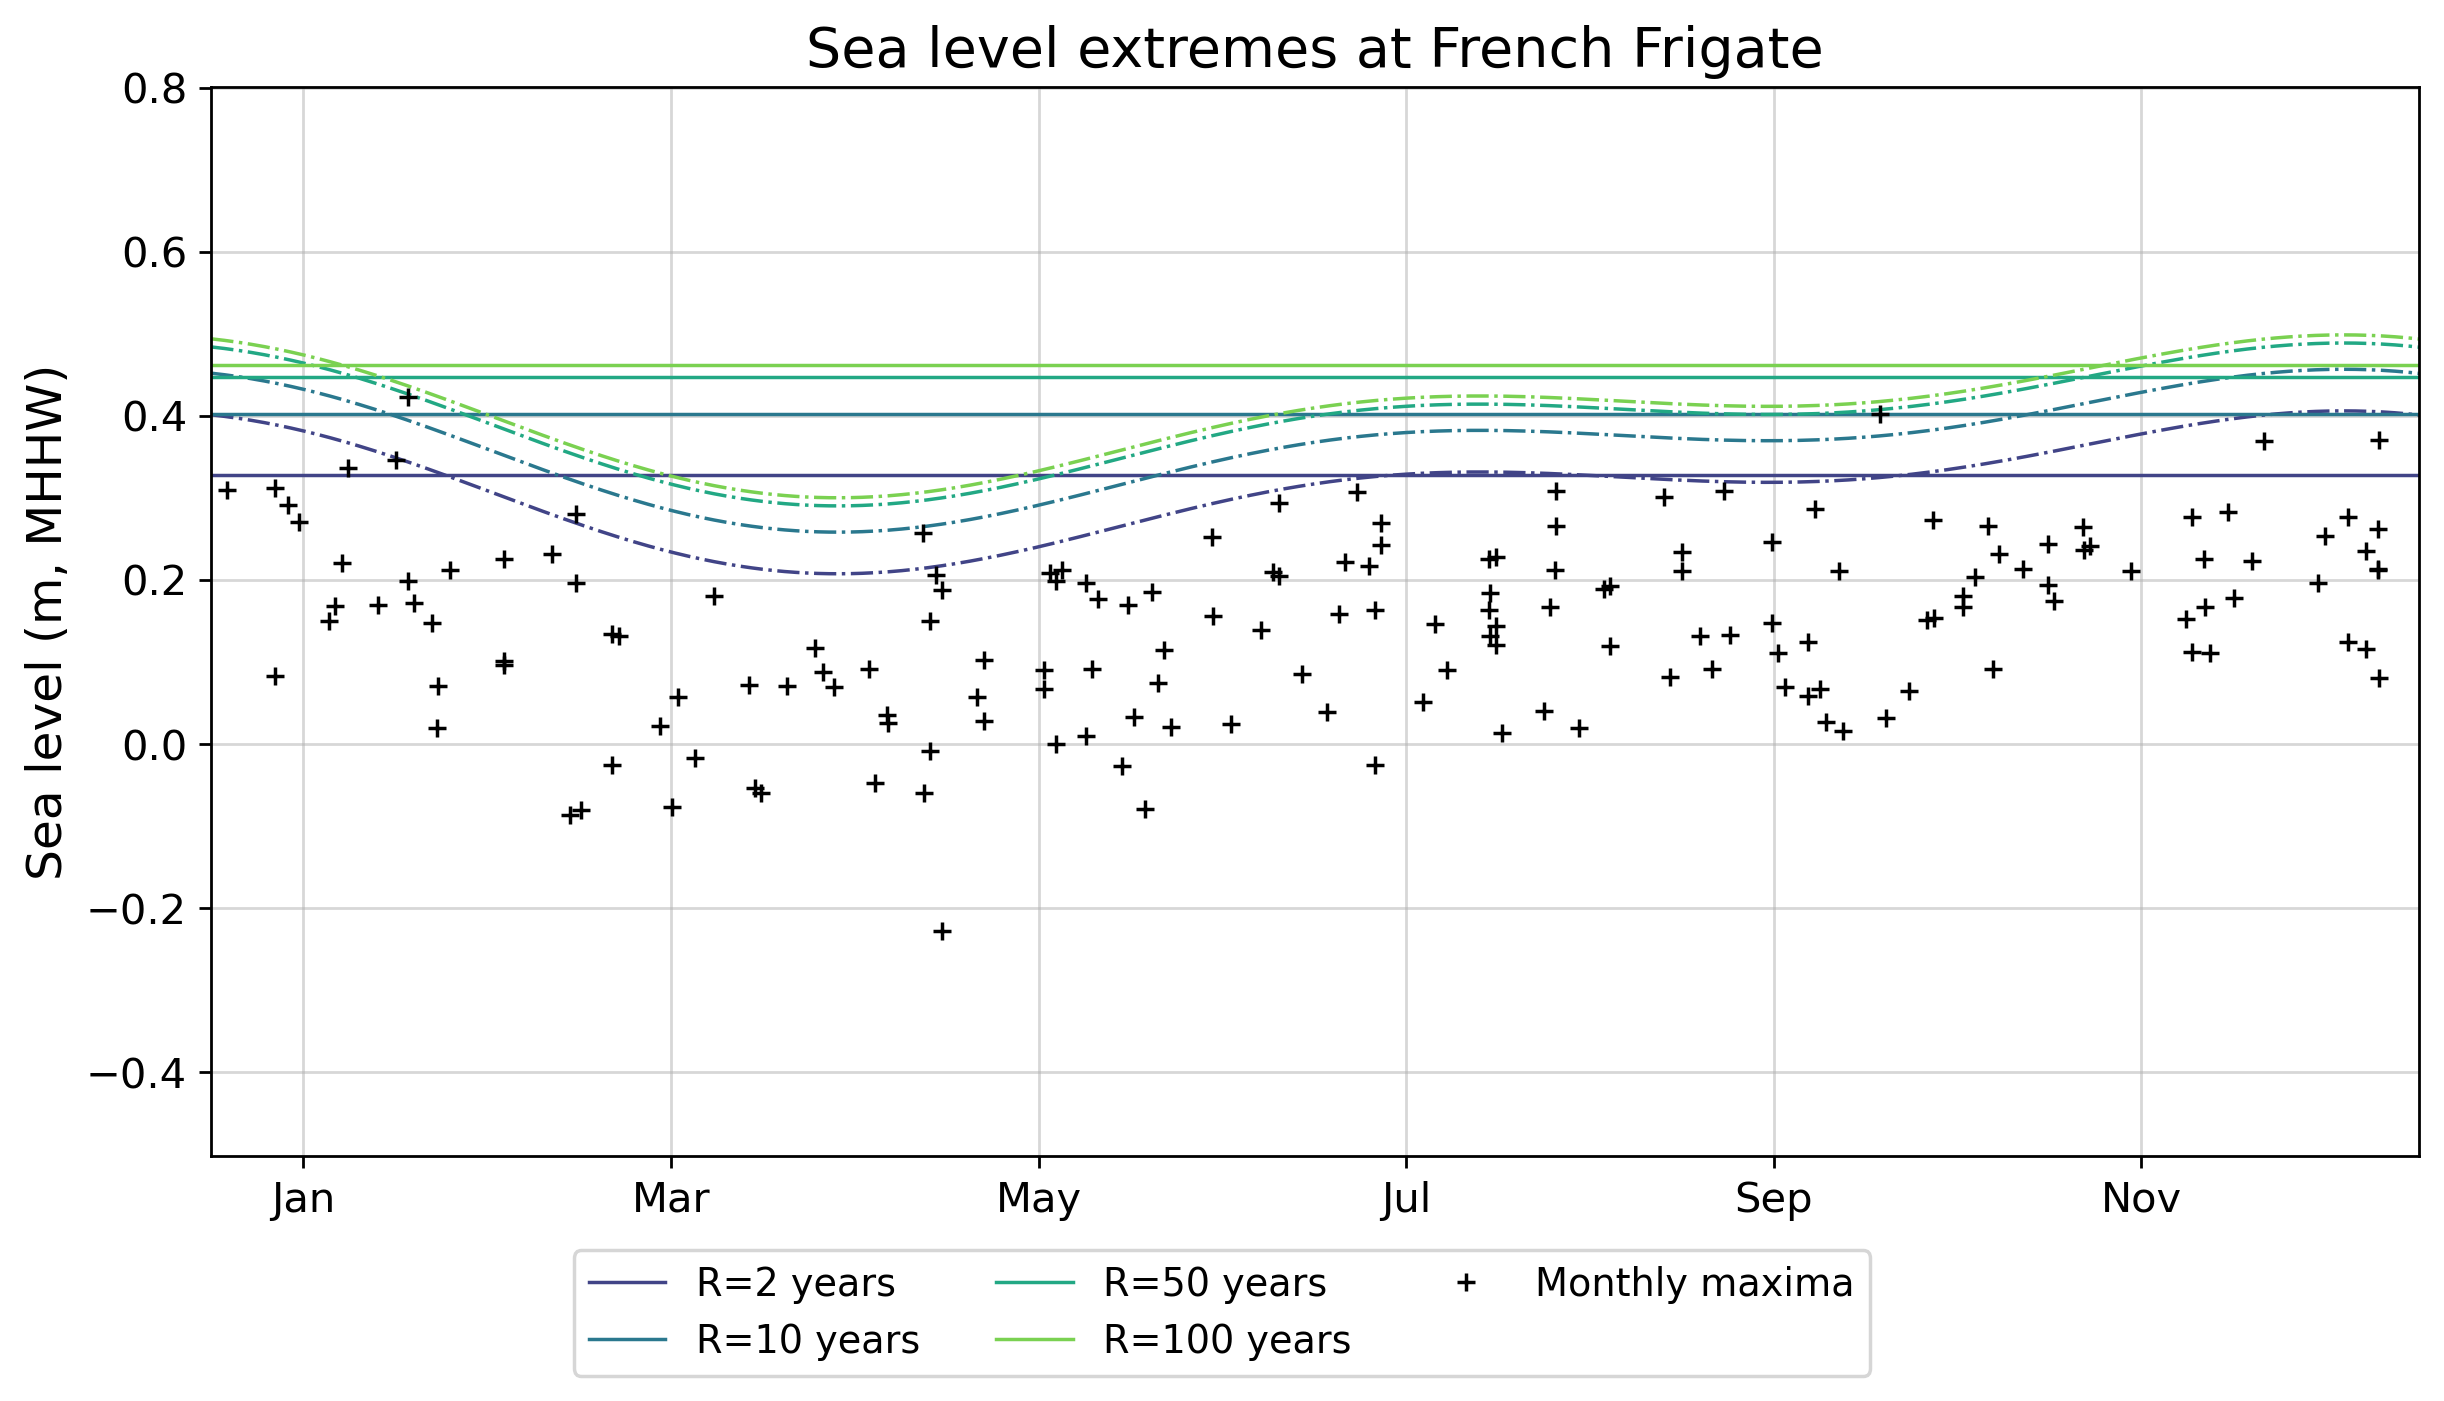 Sea level extremes at French Frigate
Sea level (m, MHHW)
0.8
0.6
0.4
0.2
0.0
−0.2
−0.4
Jan Mar May Jul Sep Nov
R=2 years R=50 years Monthly maxima
R=10 years R=100 years